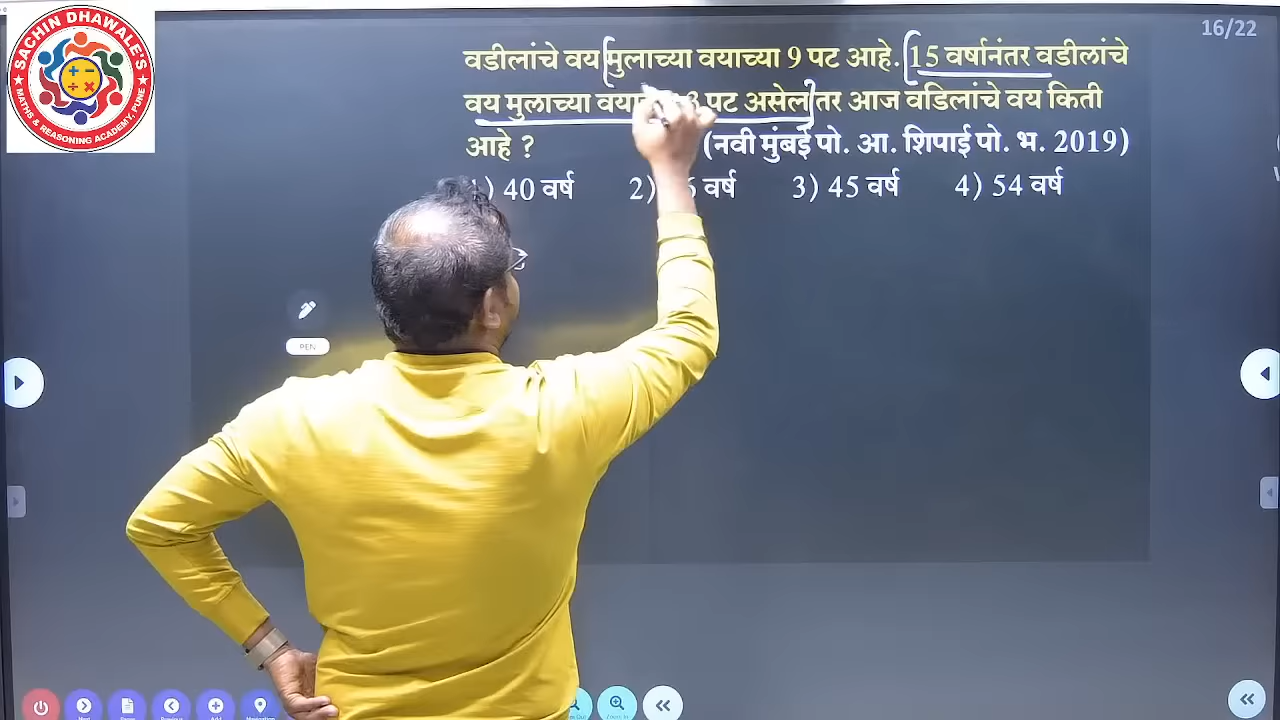 SACHIN DHAWALE'S
MATHS & REASONING ACADEMY, PUNE
16/22
वडीलांचे वय मुलाच्या वयाच्या 9 पट आहे. 15 वर्षानंतर वडीलांचे
वय मुलाच्या 3 पट असेल तर आज वडिलांचे वय किती
आहे ? (नवी मुंबई पो. आ. शिपाई पो. भ. 2019)
1) 40 वर्ष 2) वर्ष 3) 45 वर्ष 4) 54 वर्ष
PEN